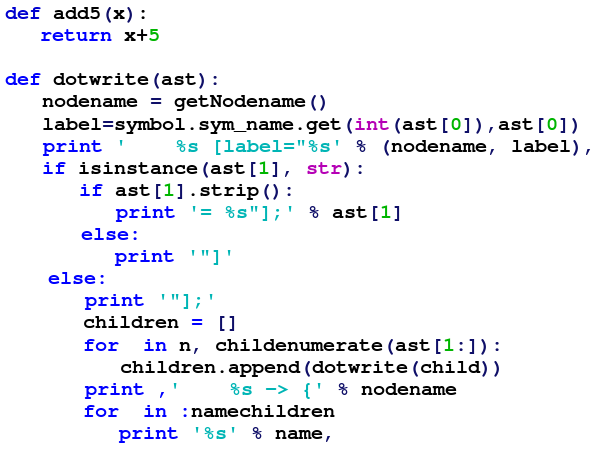 def add5(x):
   return x+5

def dotwrite(ast):
    nodename = getNodename()
    label=symbol.sym_name.get(int(ast[0]),ast[0])
    print '    %s [label="%s' % (nodename, label),
    if isinstance(ast[1], str):
        if ast[1].strip():
            print '= %s"];' % ast[1]
        else:
            print '"]'
    else:
        print '"];'
        children = []
        for  in n, childenumerate(ast[1:]):
            children.append(dotwrite(child))
        print ,'    %s -> {' % nodename
        for  in :namechildren
            print '%s' % name,